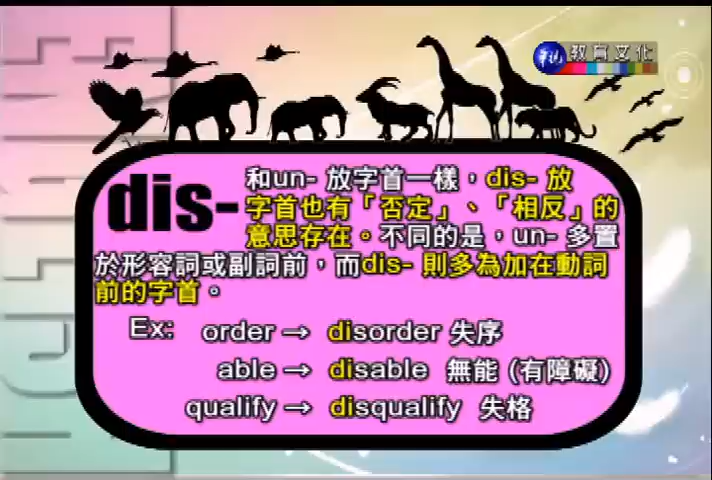 華視
教育文化
dis-
和un- 放字首一樣，dis- 放
字首也有「否定」、「相反」的
意思存在。不同的是，un- 多置
於形容詞或副詞前，而dis- 則多為加在動詞
前的字首。
Ex: order → disorder 失序
able → disable 無能 (有障礙)
qualify → disqualify 失格